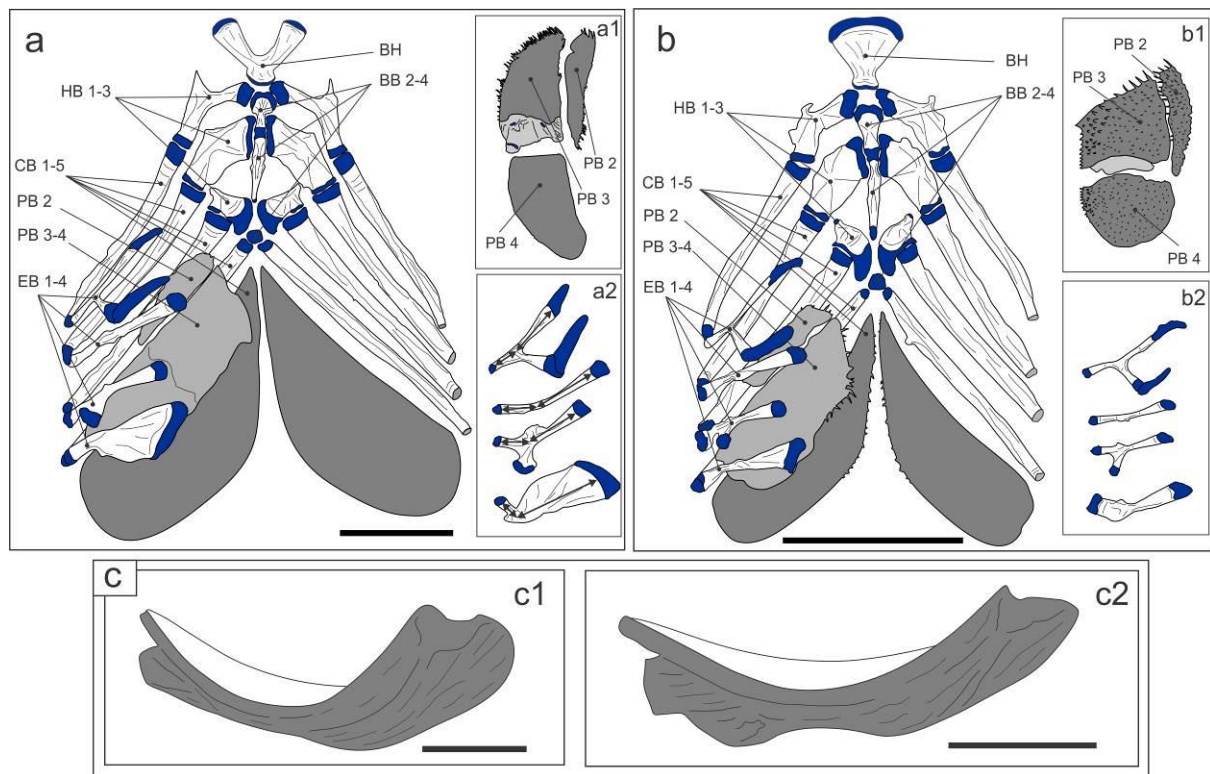 a
BH
BB 2-4
HB 1-3
CB 1-5
PB 2
PB 3-4
EB 1-4
a1
PB 2
PB 3
PB 4
a2
b
BH
BB 2-4
HB 1-3
CB 1-5
PB 2
PB 3-4
EB 1-4
b1
PB 2
PB 3
PB 4
b2
c
c1
c2